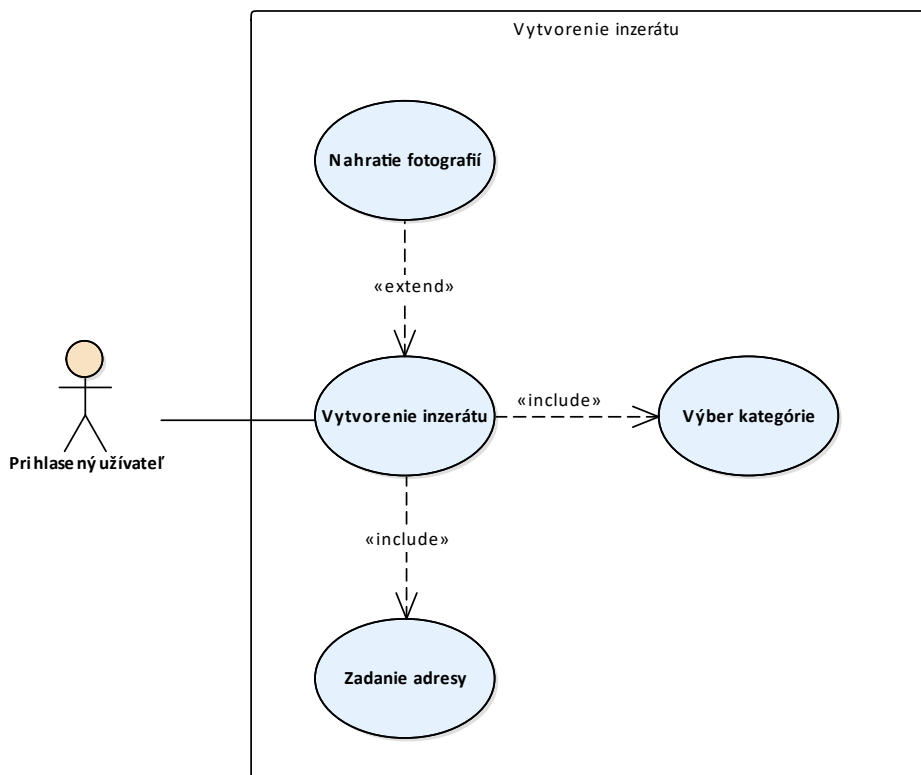 Vytvorenie inzerátu
Nahratie fotografií
«extend»
Vytvorenie inzerátu
«include»
Výber kategórie
Prihlasený užívateľ
«include»
Zadanie adresy